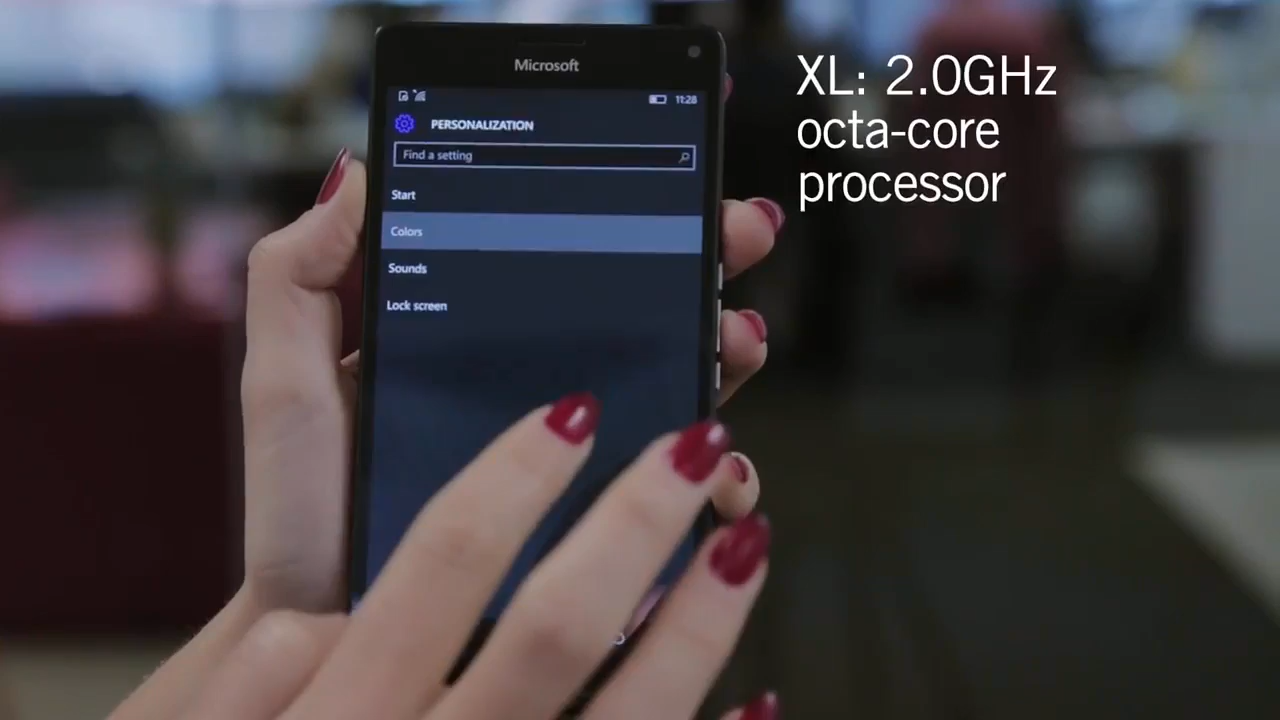 Microsoft
11:28
PERSONALIZATION
Find a setting
Start
Colors
Sounds
Lock screen
XL: 2.0GHz
octa-core
processor